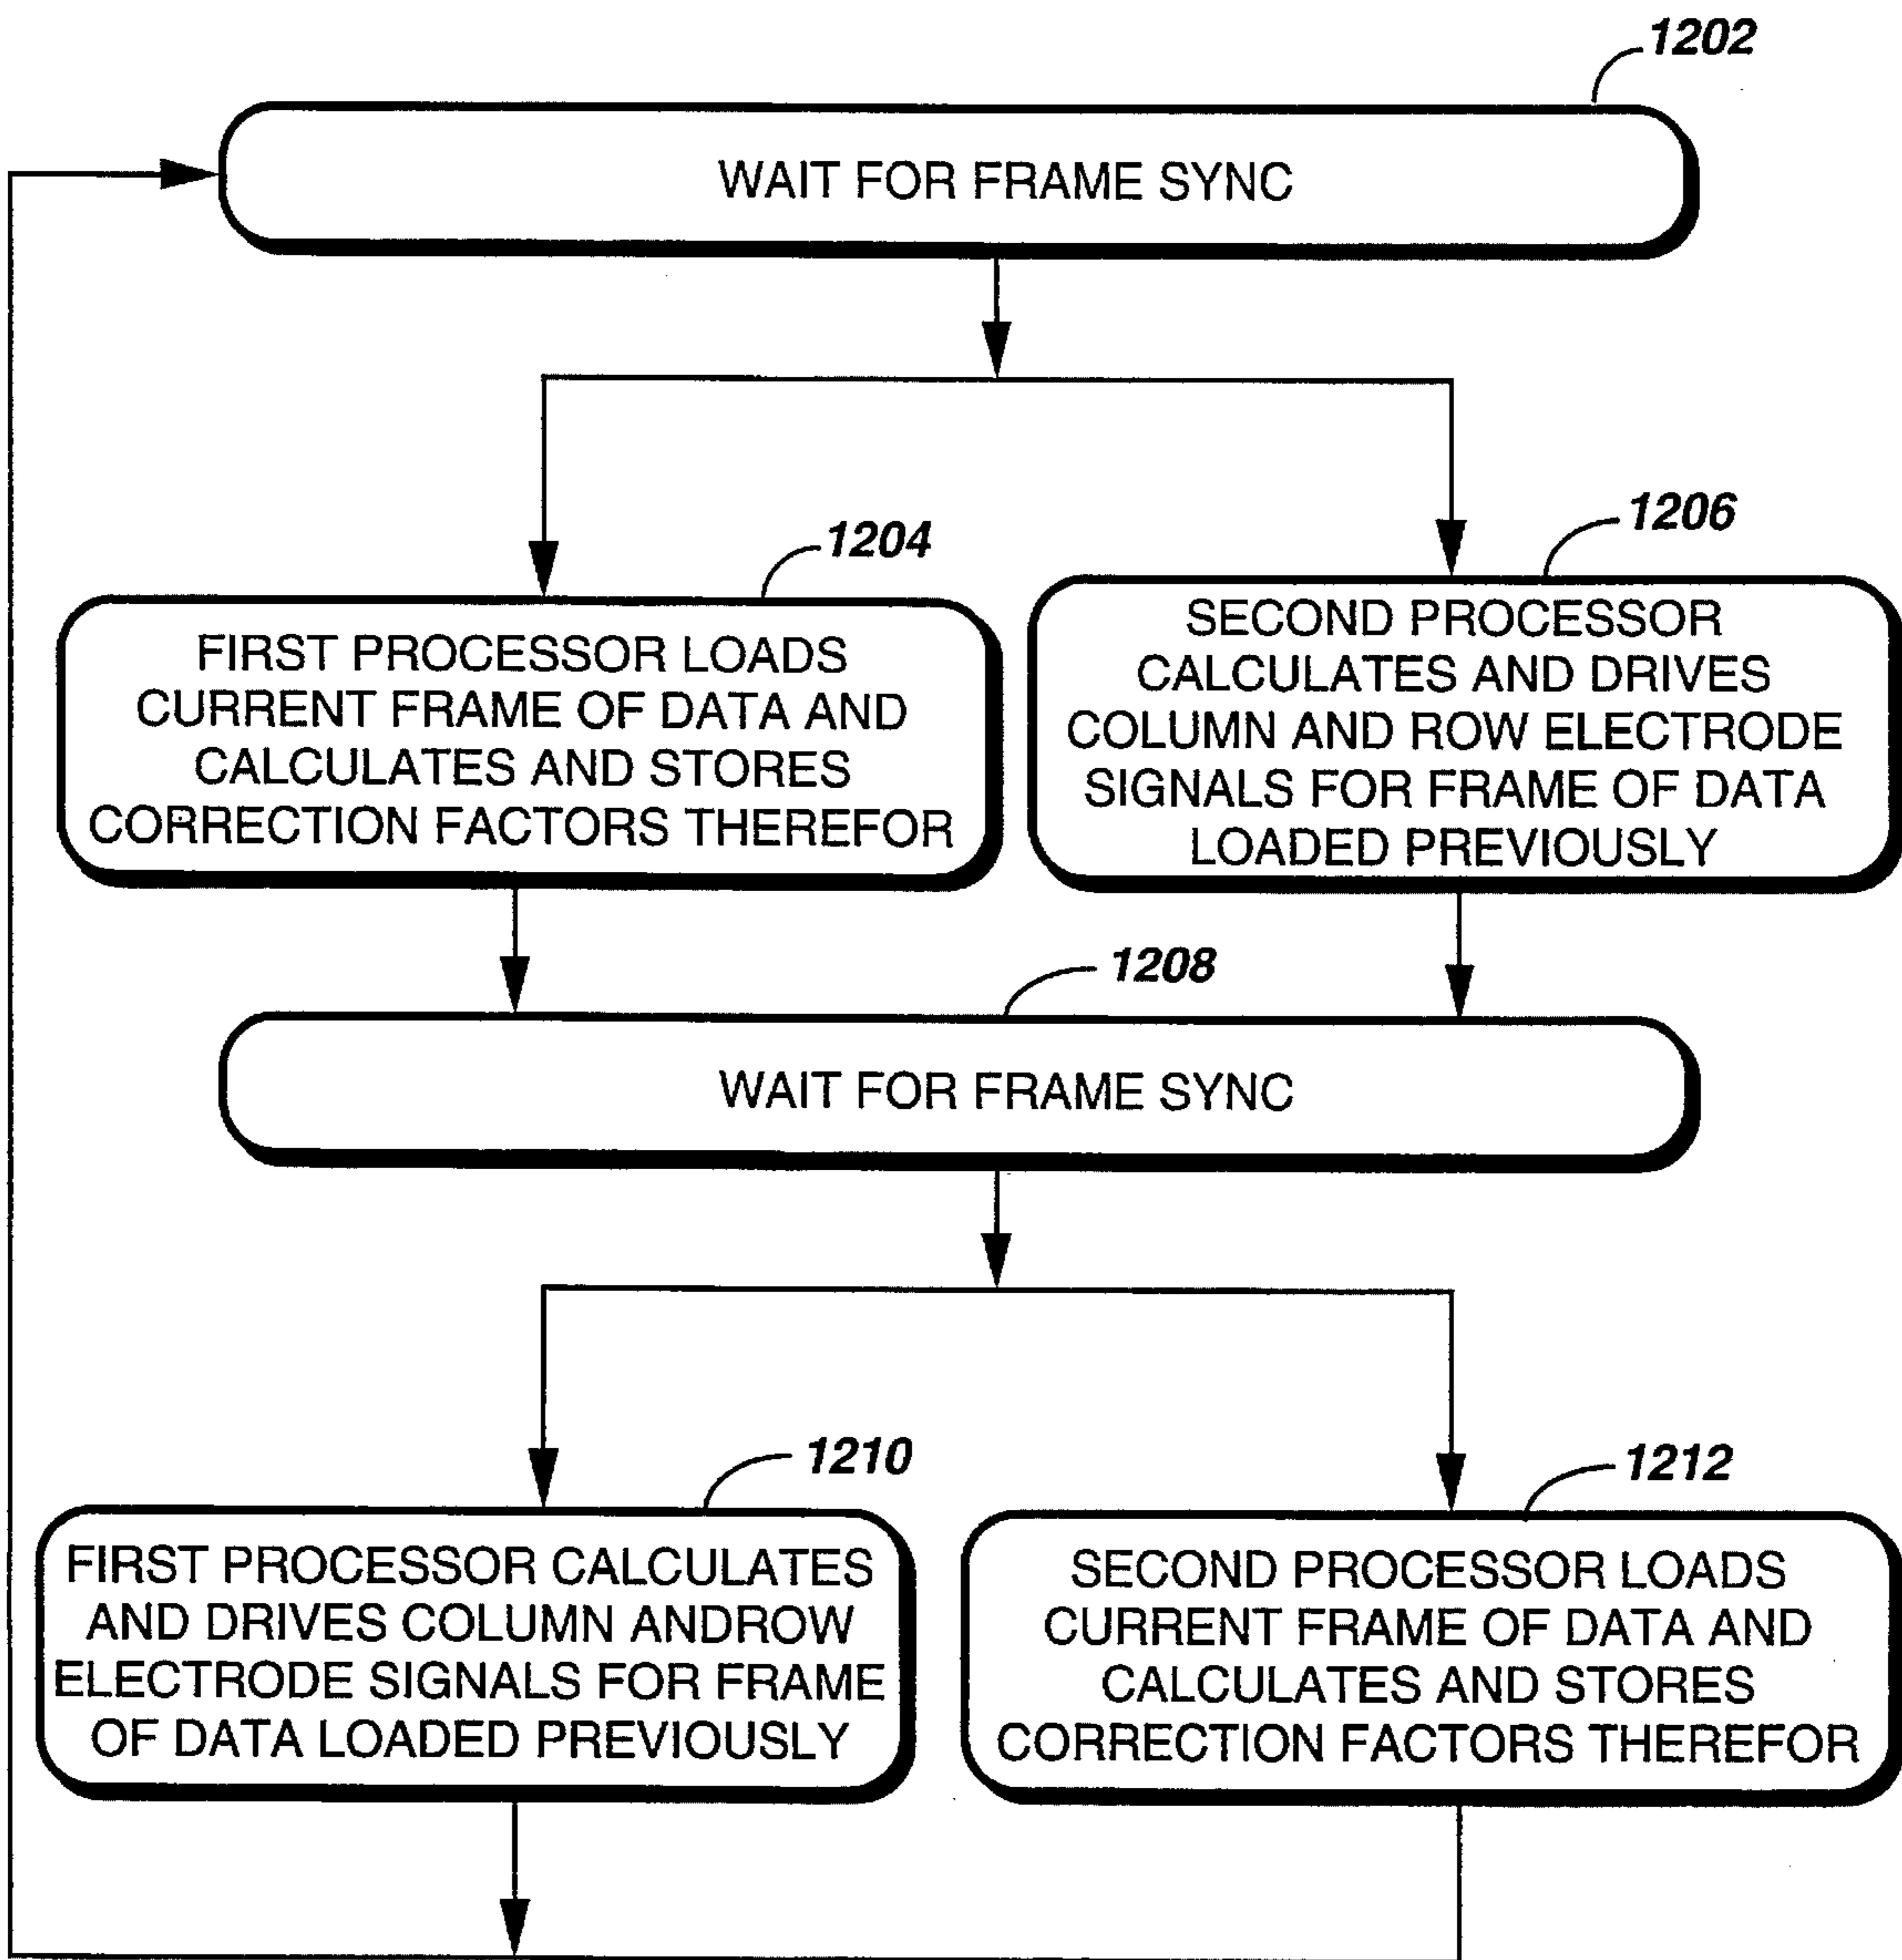 1202
WAIT FOR FRAME SYNC
1204
FIRST PROCESSOR LOADS
CURRENT FRAME OF DATA AND
CALCULATES AND STORES
CORRECTION FACTORS THEREFOR
1206
SECOND PROCESSOR
CALCULATES AND DRIVES
COLUMN AND ROW ELECTRODE
SIGNALS FOR FRAME OF DATA
LOADED PREVIOUSLY
1208
WAIT FOR FRAME SYNC
1210
FIRST PROCESSOR CALCULATES
AND DRIVES COLUMN ANDROW
ELECTRODE SIGNALS FOR FRAME
OF DATA LOADED PREVIOUSLY
1212
SECOND PROCESSOR LOADS
CURRENT FRAME OF DATA AND
CALCULATES AND STORES
CORRECTION FACTORS THEREFOR